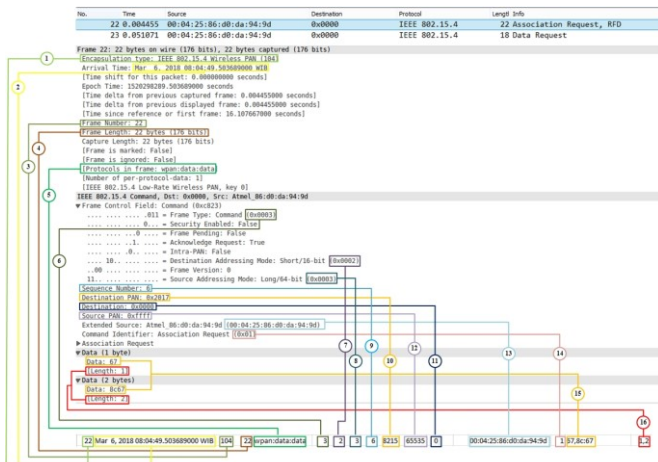 No. Time Source Destination Protocol Length Info
22 0.004455 00:04:25:86:d0:da:94:9d 0x0000 IEEE 802.15.4 22 Association Request, RFD
23 0.051071 00:04:25:86:d0:da:94:9d 0x0000 IEEE 802.15.4 18 Data Request
Frame 22: 22 bytes on wire (176 bits), 22 bytes captured (176 bits)
1 Encapsulation type: IEEE 802.15.4 Wireless PAN (104)
Arrival Time: Mar 6, 2018 08:04:49.503689000 WIB
[Time shift for this packet: 0.000000000 seconds]
2 Epoch Time: 1520298289.503689000 seconds
[Time delta from previous captured frame: 0.004455000 seconds]
[Time delta from previous displayed frame: 0.004455000 seconds]
[Time since reference or first frame: 16.107667000 seconds]
Frame Number: 22
Frame Length: 22 bytes (176 bits)
4 Capture Length: 22 bytes (176 bits)
[Frame is marked: False]
3 [Frame is ignored: False]
[Protocols in frame: wpan:data:data]
[Number of per-protocol-data: 1]
[IEEE 802.15.4 Low-Rate Wireless PAN, key 0]
5 IEEE 802.15.4 Command, Dst: 0x0000, Src: Atmel_86:d0:da:94:9d
Frame Control Field: Command (0xc823)
.... .... .... .011 = Frame Type: Command (0x0003)
.... .... .... 0... = Security Enabled: False
.... .... ...0 .... = Frame Pending: False
.... .... ..1. .... = Acknowledge Request: True
.... .... .0.. .... = Intra-PAN: False
6 .... 10.. .... .... = Destination Addressing Mode: Short/16-bit (0x0002)
..00 .... .... .... = Frame Version: 0
11.. .... .... .... = Source Addressing Mode: Long/64-bit (0x0003)
Sequence Number: 6
Destination PAN: 0x2017
Destination: 0x0000
Source PAN: 0xffff
Extended Source: Atmel_86:d0:da:94:9d (00:04:25:86:d0:da:94:9d)
Command Identifier: Association Request (0x01)
Association Request
7 8 9 10 11 12 13 14
Data (1 byte)
Data: 67
[Length: 1]
Data (2 bytes)
Data: 8c67
15
[Length: 2]
16
22 Mar 6, 2018 08:04:49.503689000 WIB 104 22 wpan:data:data 3 2 3 6 8215 65535 0 00:04:25:86:d0:da:94:9d 1 67,8c:67 1,2